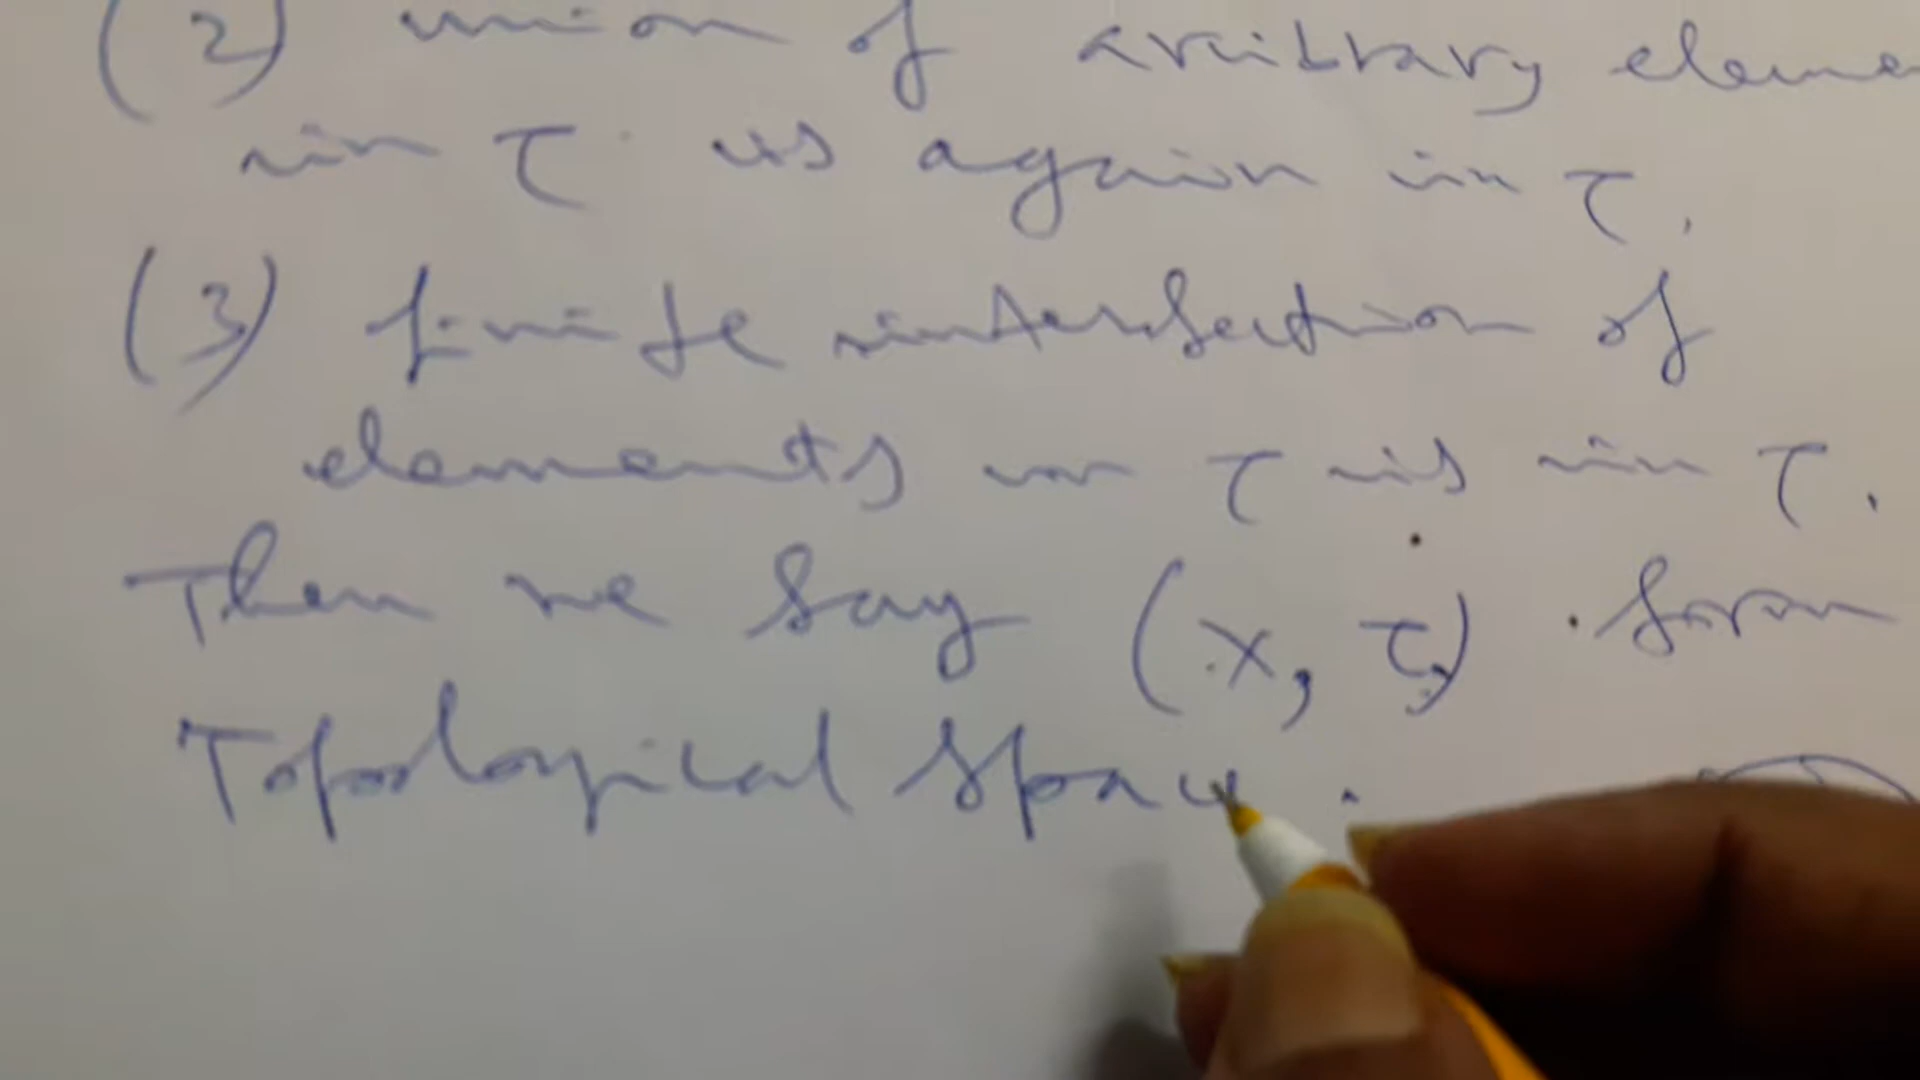 (2) union of arbitrary eleme
in τ is again in τ.
(3) finite intersection of
elements in τ is in τ.
Then we say (X, τ) form
Topological space.